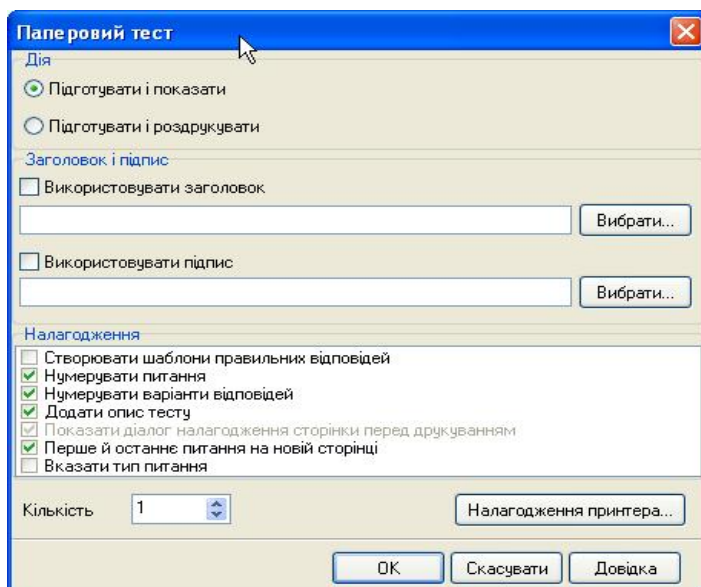 Паперовий тест
Дія
Підготувати і показати
Підготувати і роздрукувати
Заголовок і підпис
Використовувати заголовок
Вибрати...
Використовувати підпис
Вибрати...
Налагодження
Створювати шаблони правильних відповідей
Нумерувати питання
Нумерувати варіанти відповідей
Додати опис тесту
Показати діалог налагодження сторінки перед друкуванням
Перше й останнє питання на новій сторінці
Вказати тип питання
Кількість 1 Налагодження принтера...
OK Скасувати Довідка